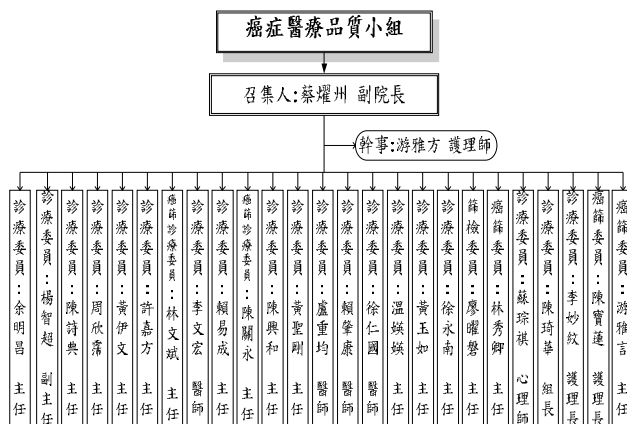 癌症醫療品質小組
召集人:蔡燿州 副院長
幹事:游雅方 護理師
診療委員:余明昌 主任
診療委員:楊智超 副主任
診療委員:陳詩典 主任
診療委員:周欣霈 主任
診療委員:黃伊文 主任
診療委員:許嘉方 主任
癌篩診療委員:林文斌 主任
診療委員:李文宏 醫師
診療委員:賴易成 主任
癌篩診療委員:陳關永 主任
診療委員:陳興和 主任
診療委員:黃聖剛 主任
診療委員:盧重均 醫師
診療委員:賴肇康 醫師
診療委員:徐仁國 醫師
診療委員:溫媖媖 主任
診療委員:黃玉如 主任
診療委員:徐永南 主任
篩檢委員:廖曜磐 主任
癌篩委員:林秀卿 主任
診療委員:蘇琮祺 心理師
診療委員:陳琦華 組長
診療委員:李妙紋 護理長
癌篩委員:陳寶蓮 護理長
癌篩委員:游雅言 主任